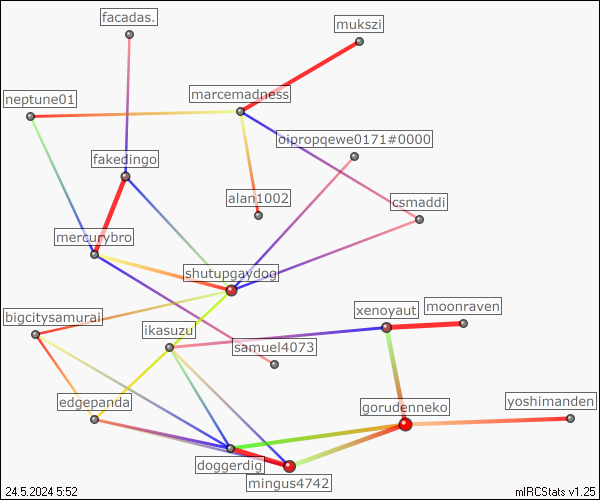 facadas.
mukszi
marcemadness
neptune01
oipropqewe0171#0000
fakedingo
alan1002
csmaddi
mercurybro
shutupgaydog
xenoyaut
moonraven
bigcitysamurai
ikasuzu
samuel4073
edgepanda
gorudenneko
yoshimanden
doggerdig
mingus4742
24.5.2024 5:52
mIRCStats v1.25